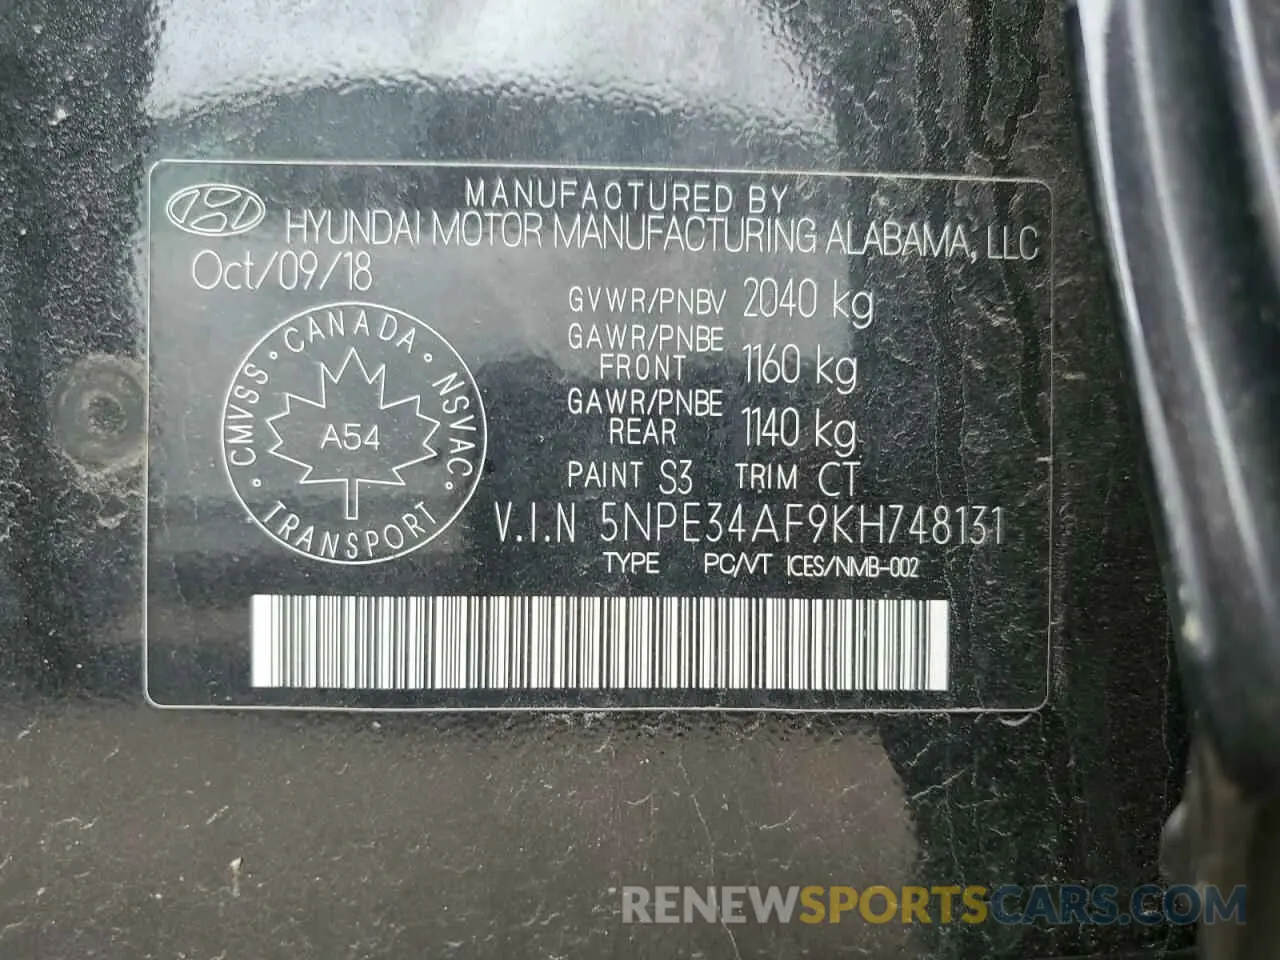 MANUFACTURED BY
HYUNDAI MOTOR MANUFACTURING ALABAMA, LLC
Oct/09/18
GVWR/PNBV 2040 kg
GAWR/PNBE FRONT 1160 kg
GAWR/PNBE REAR 1140 kg
PAINT S3 TRIM CT
V.I.N 5NPE34AF9KH748131
TYPE PC/VT ICES/NMB-002
CMVSS · CANADA · NSVAC · TRANSPORT ·
A54
RENEWSPORTSCARS.COM